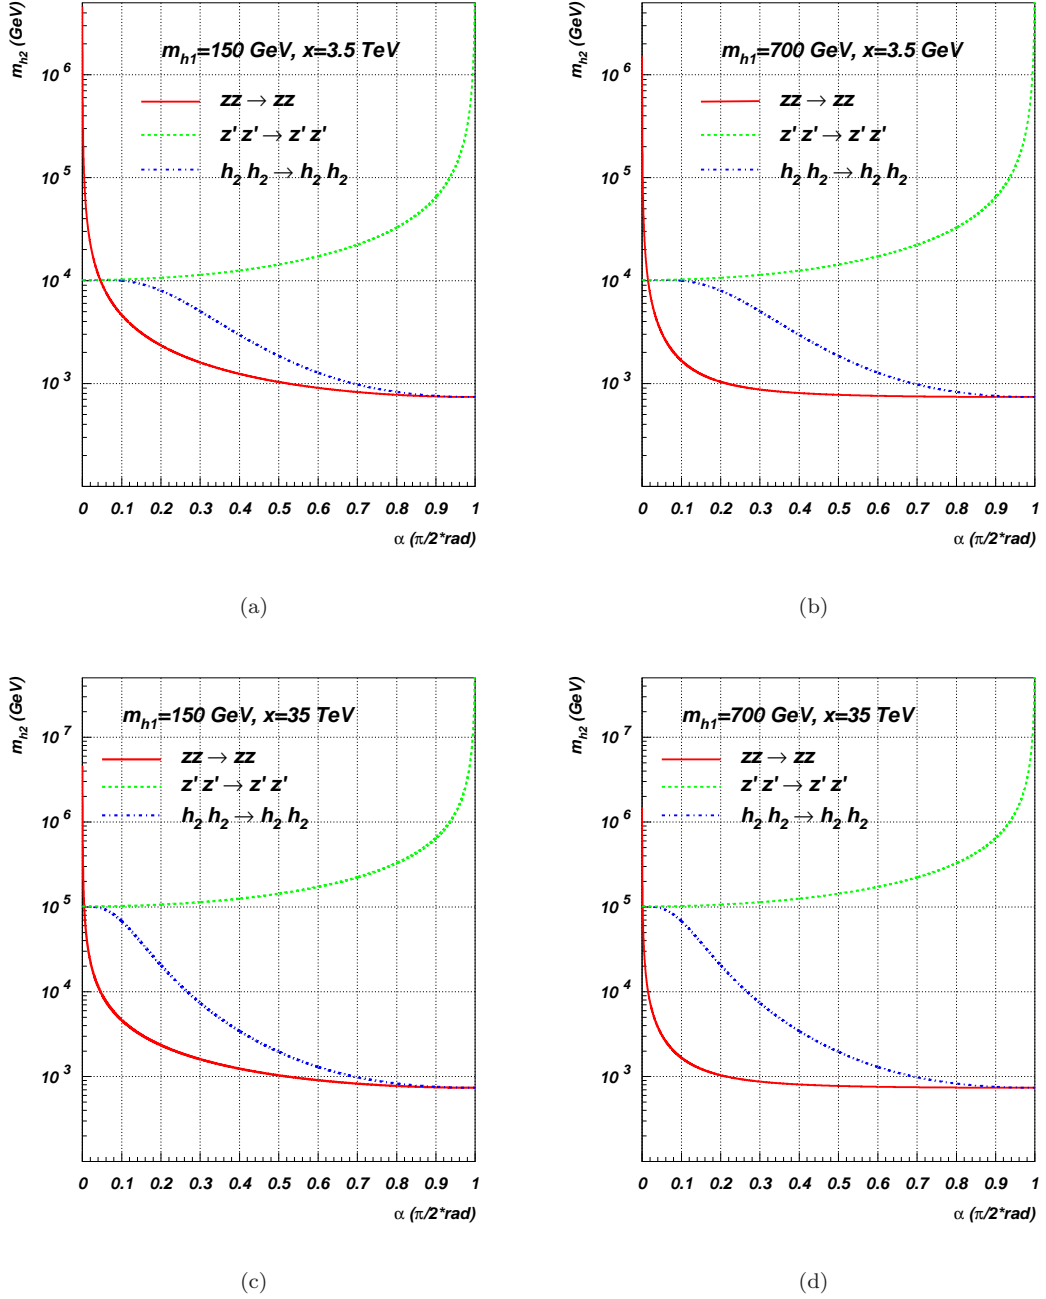 m_h2 (GeV)
m_h1=150 GeV, x=3.5 TeV
zz → zz
z' z' → z' z'
h_2 h_2 → h_2 h_2
10^6
10^5
10^4
10^3
0 0.1 0.2 0.3 0.4 0.5 0.6 0.7 0.8 0.9 1
α (π/2*rad)
(a)
m_h2 (GeV)
m_h1=700 GeV, x=3.5 GeV
zz → zz
z' z' → z' z'
h_2 h_2 → h_2 h_2
10^6
10^5
10^4
10^3
0 0.1 0.2 0.3 0.4 0.5 0.6 0.7 0.8 0.9 1
α (π/2*rad)
(b)
m_h2 (GeV)
m_h1=150 GeV, x=35 TeV
zz → zz
z' z' → z' z'
h_2 h_2 → h_2 h_2
10^7
10^6
10^5
10^4
10^3
0 0.1 0.2 0.3 0.4 0.5 0.6 0.7 0.8 0.9 1
α (π/2*rad)
(c)
m_h2 (GeV)
m_h1=700 GeV, x=35 TeV
zz → zz
z' z' → z' z'
h_2 h_2 → h_2 h_2
10^7
10^6
10^5
10^4
10^3
0 0.1 0.2 0.3 0.4 0.5 0.6 0.7 0.8 0.9 1
α (π/2*rad)
(d)